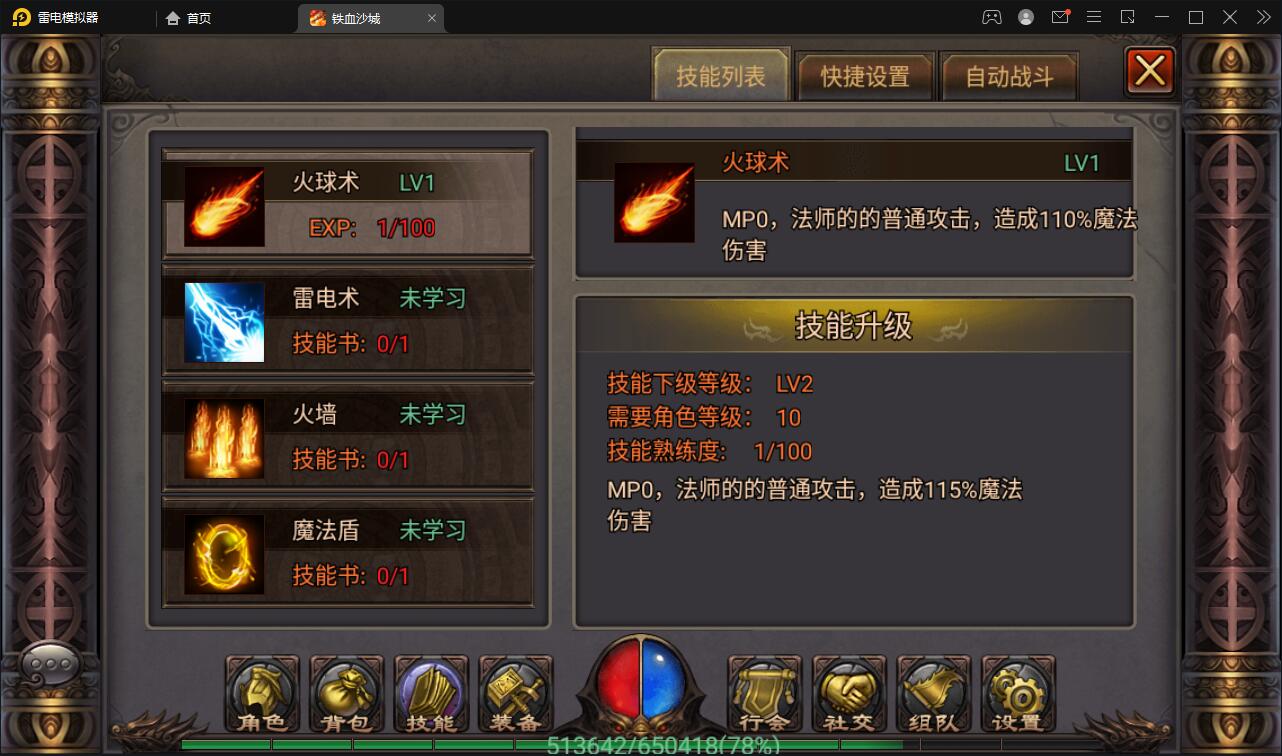 雷电模拟器
首页
铁血沙城
技能列表
快捷设置
自动战斗
火球术 LV1
EXP: 1/100
雷电术 未学习
技能书: 0/1
火墙 未学习
技能书: 0/1
魔法盾 未学习
技能书: 0/1
火球术 LV1
MP0，法师的的普通攻击，造成110%魔法
伤害
技能升级
技能下级等级： LV2
需要角色等级： 10
技能熟练度: 1/100
MP0，法师的的普通攻击，造成115%魔法
伤害
角色
背包
技能
装备
行会
社交
组队
设置
513642/650418(78%)